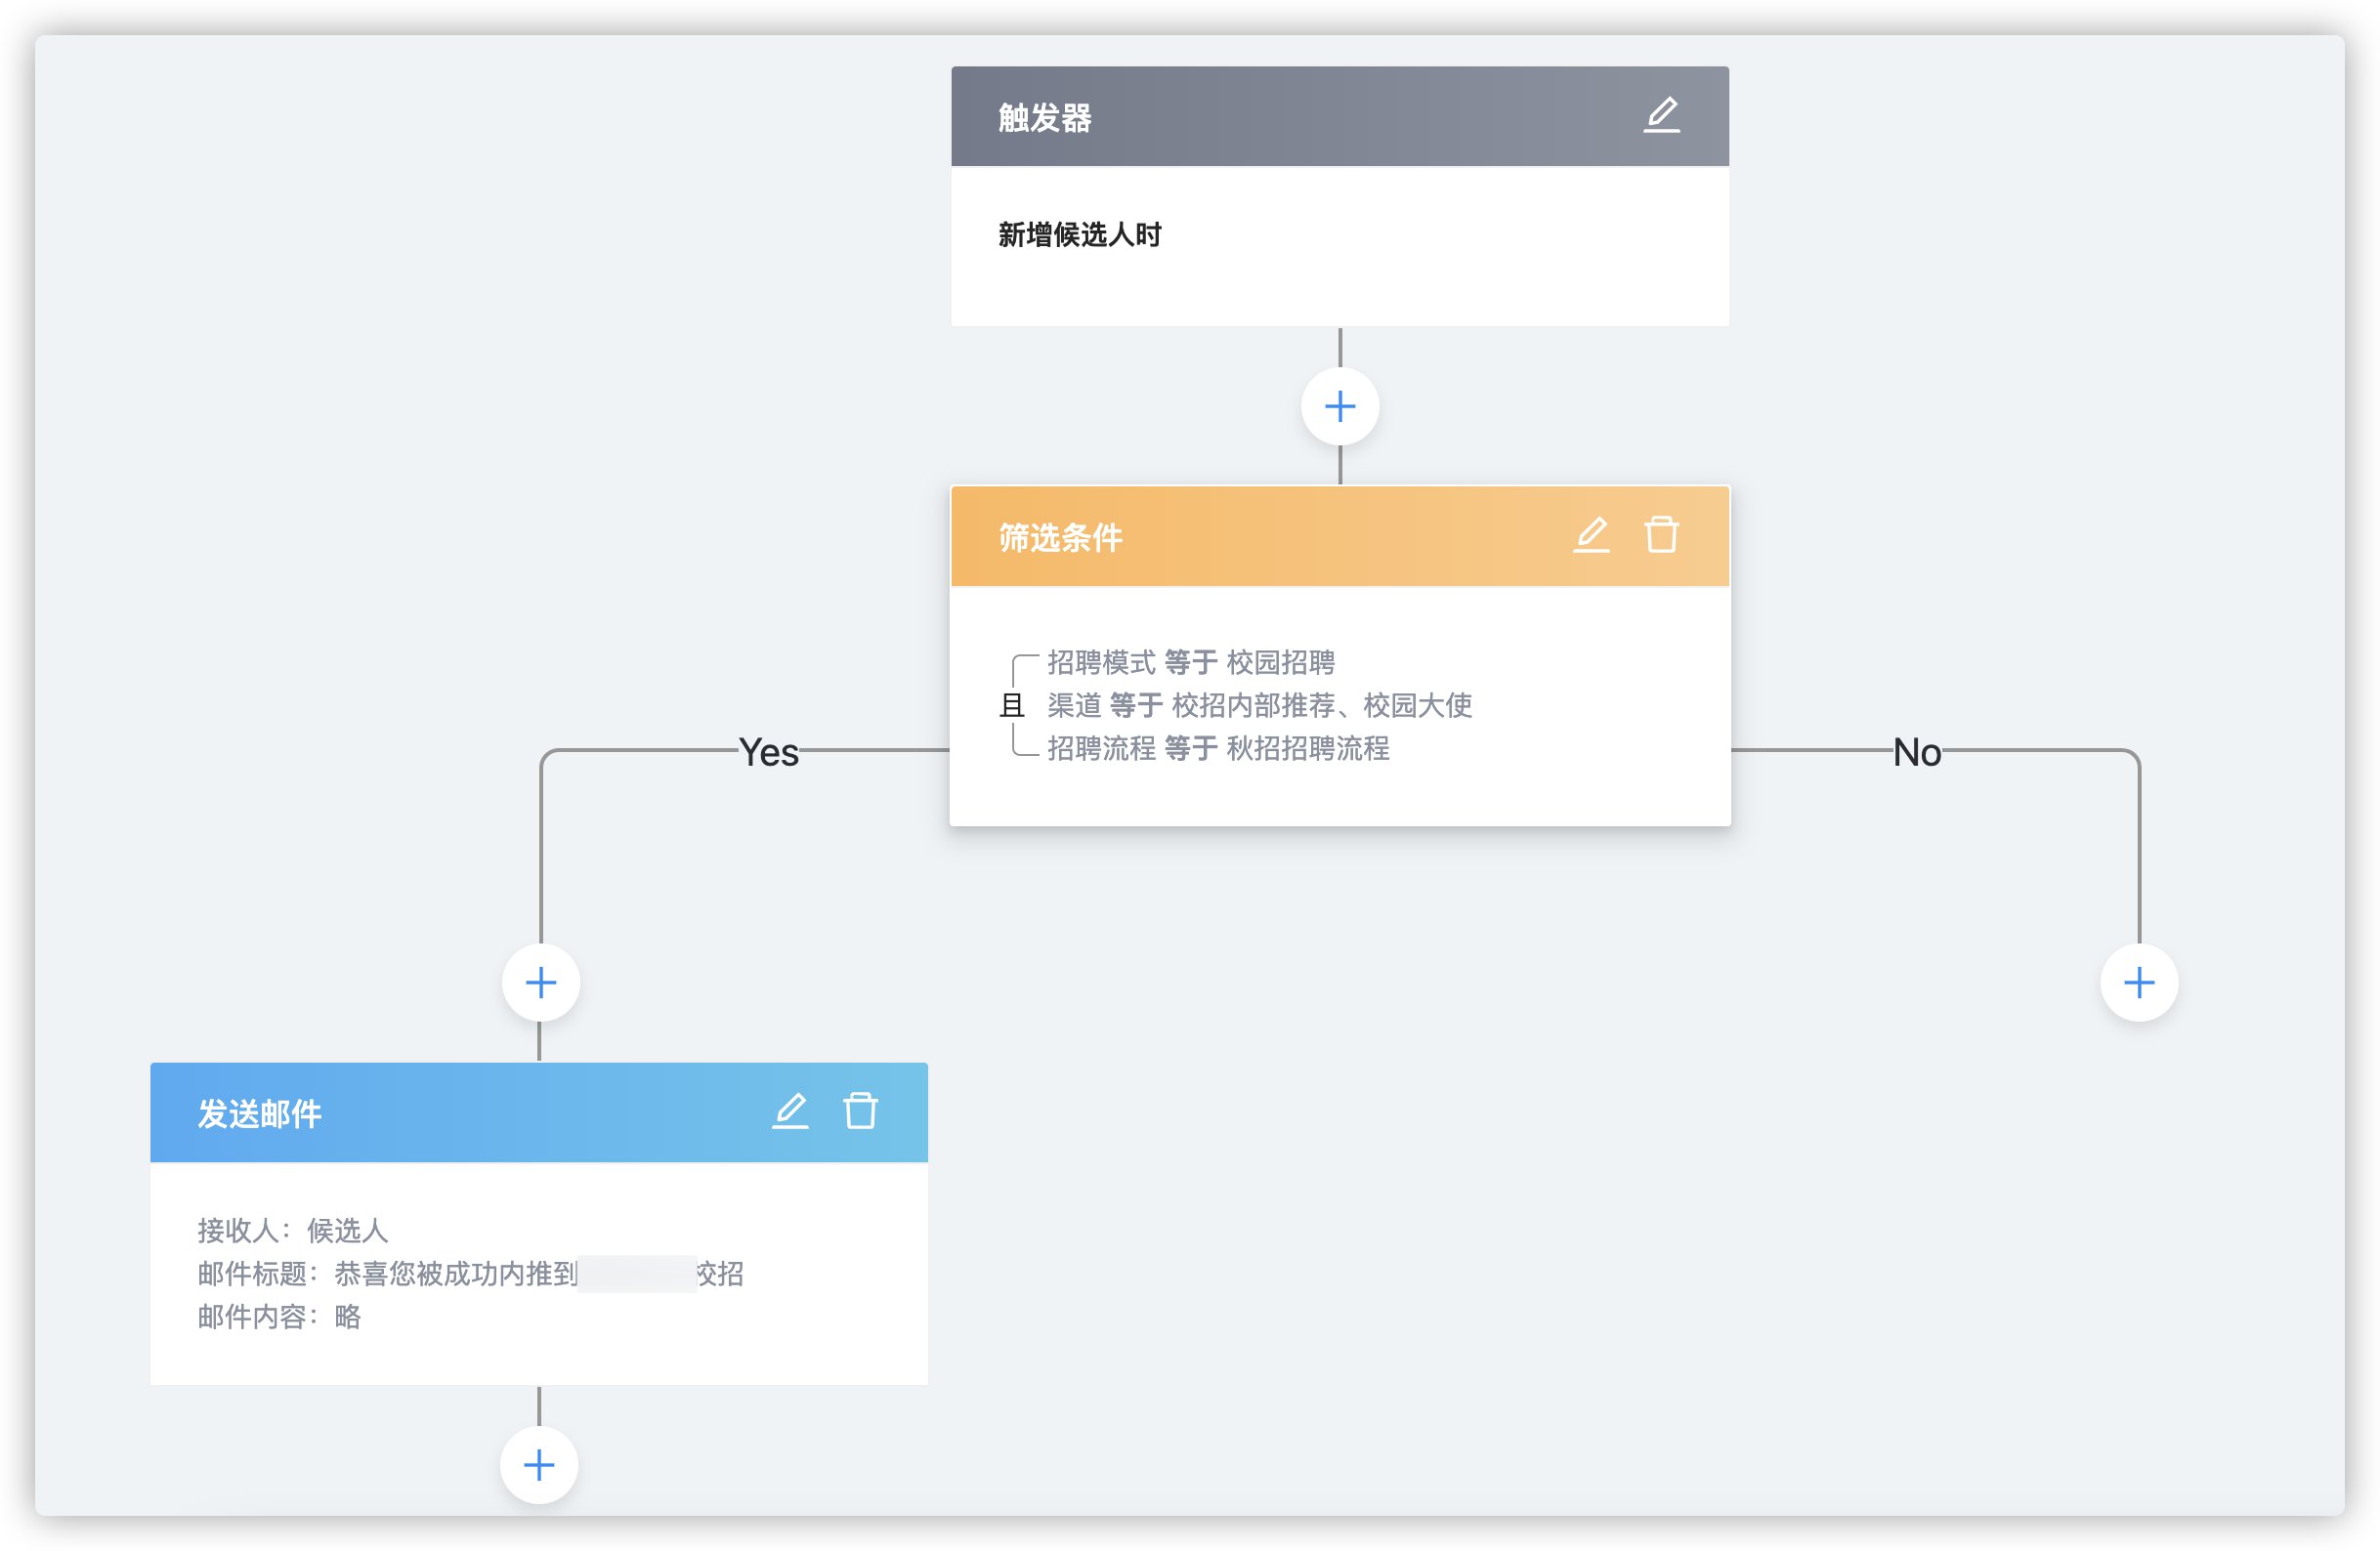 触发器
新增候选人时
筛选条件
招聘模式 等于 校园招聘
且 渠道 等于 校招内部推荐、校园大使
招聘流程 等于 秋招招聘流程
Yes
No
发送邮件
接收人：候选人
邮件标题：恭喜您被成功内推到 校招
邮件内容：略